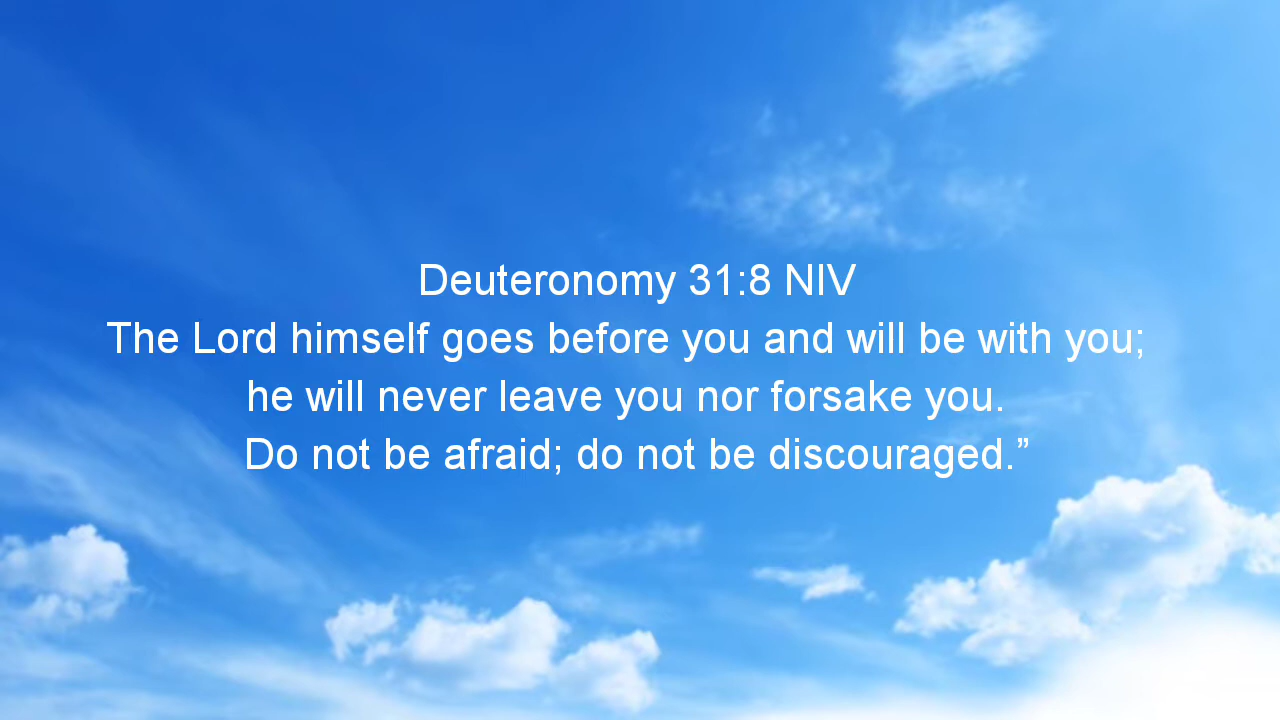 Deuteronomy 31:8 NIV
The Lord himself goes before you and will be with you;
he will never leave you nor forsake you.
Do not be afraid; do not be discouraged.”